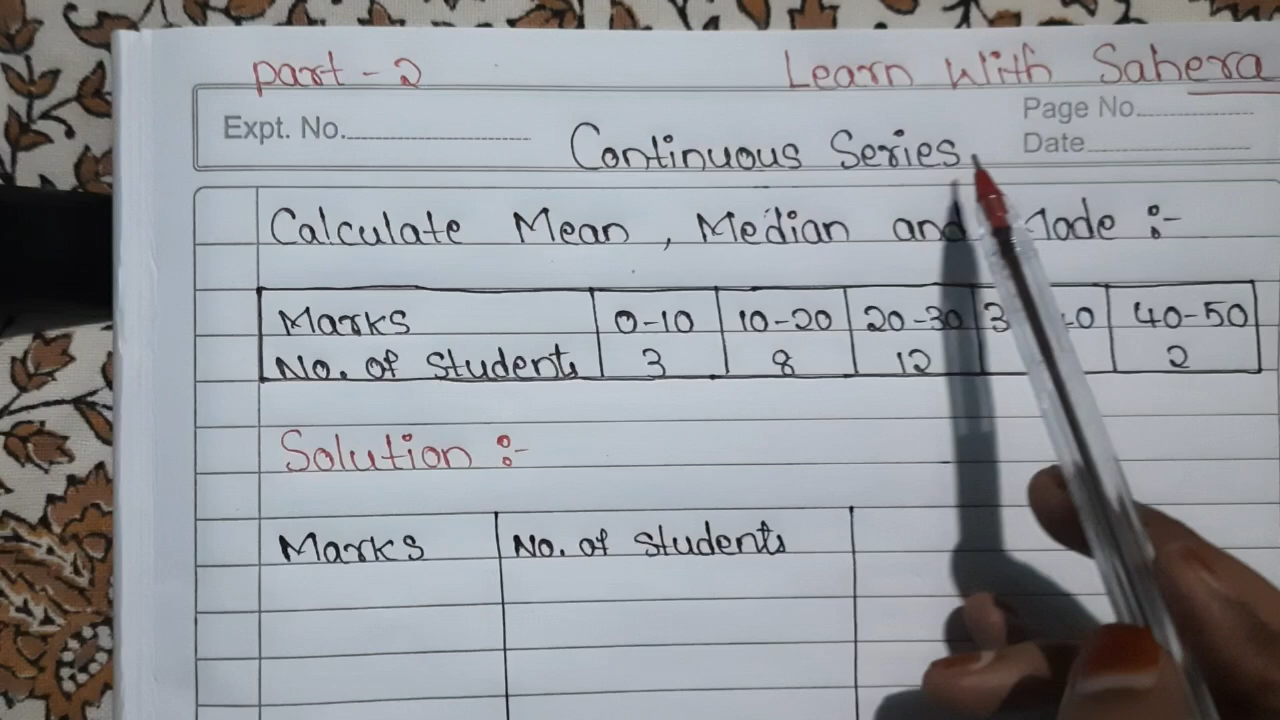 part - 2
Learn With Sahera
Expt. No.
Page No.
Date
Continuous Series
Calculate Mean, Median and Mode :-
Marks 0-10 10-20 20-30 40-50
No. of students 3 8 12 2
Solution :-
Marks No. of students